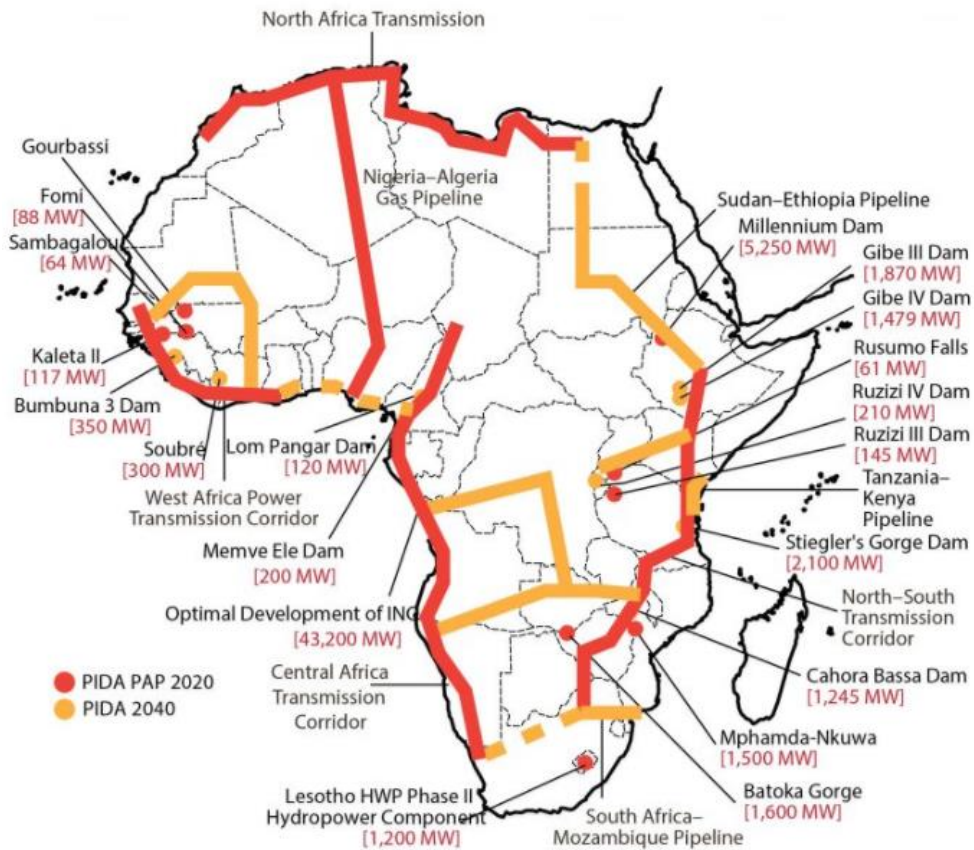 North Africa Transmission
Gourbassi
Fomi
[88 MW]
Sambagalou
[64 MW]
Nigeria–Algeria
Gas Pipeline
Sudan–Ethiopia Pipeline
Millennium Dam
[5,250 MW]
Gibe III Dam
[1,870 MW]
Gibe IV Dam
[1,479 MW]
Rusumo Falls
[61 MW]
Ruzizi IV Dam
[210 MW]
Ruzizi III Dam
[145 MW]
Tanzania–
Kenya
Pipeline
Stiegler's Gorge Dam
[2,100 MW]
North–South
Transmission
Corridor
Cahora Bassa Dam
[1,245 MW]
Mphamda-Nkuwa
[1,500 MW]
Batoka Gorge
[1,600 MW]
South Africa–
Mozambique Pipeline
Kaleta II
[117 MW]
Bumbuna 3 Dam
[350 MW]
Soubré
[300 MW]
West Africa Power
Transmission Corridor
Lom Pangar Dam
[120 MW]
Memve Ele Dam
[200 MW]
Optimal Development of ING
[43,200 MW]
Central Africa
Transmission
Corridor
PIDA PAP 2020
PIDA 2040
Lesotho HWP Phase II
Hydropower Component
[1,200 MW]